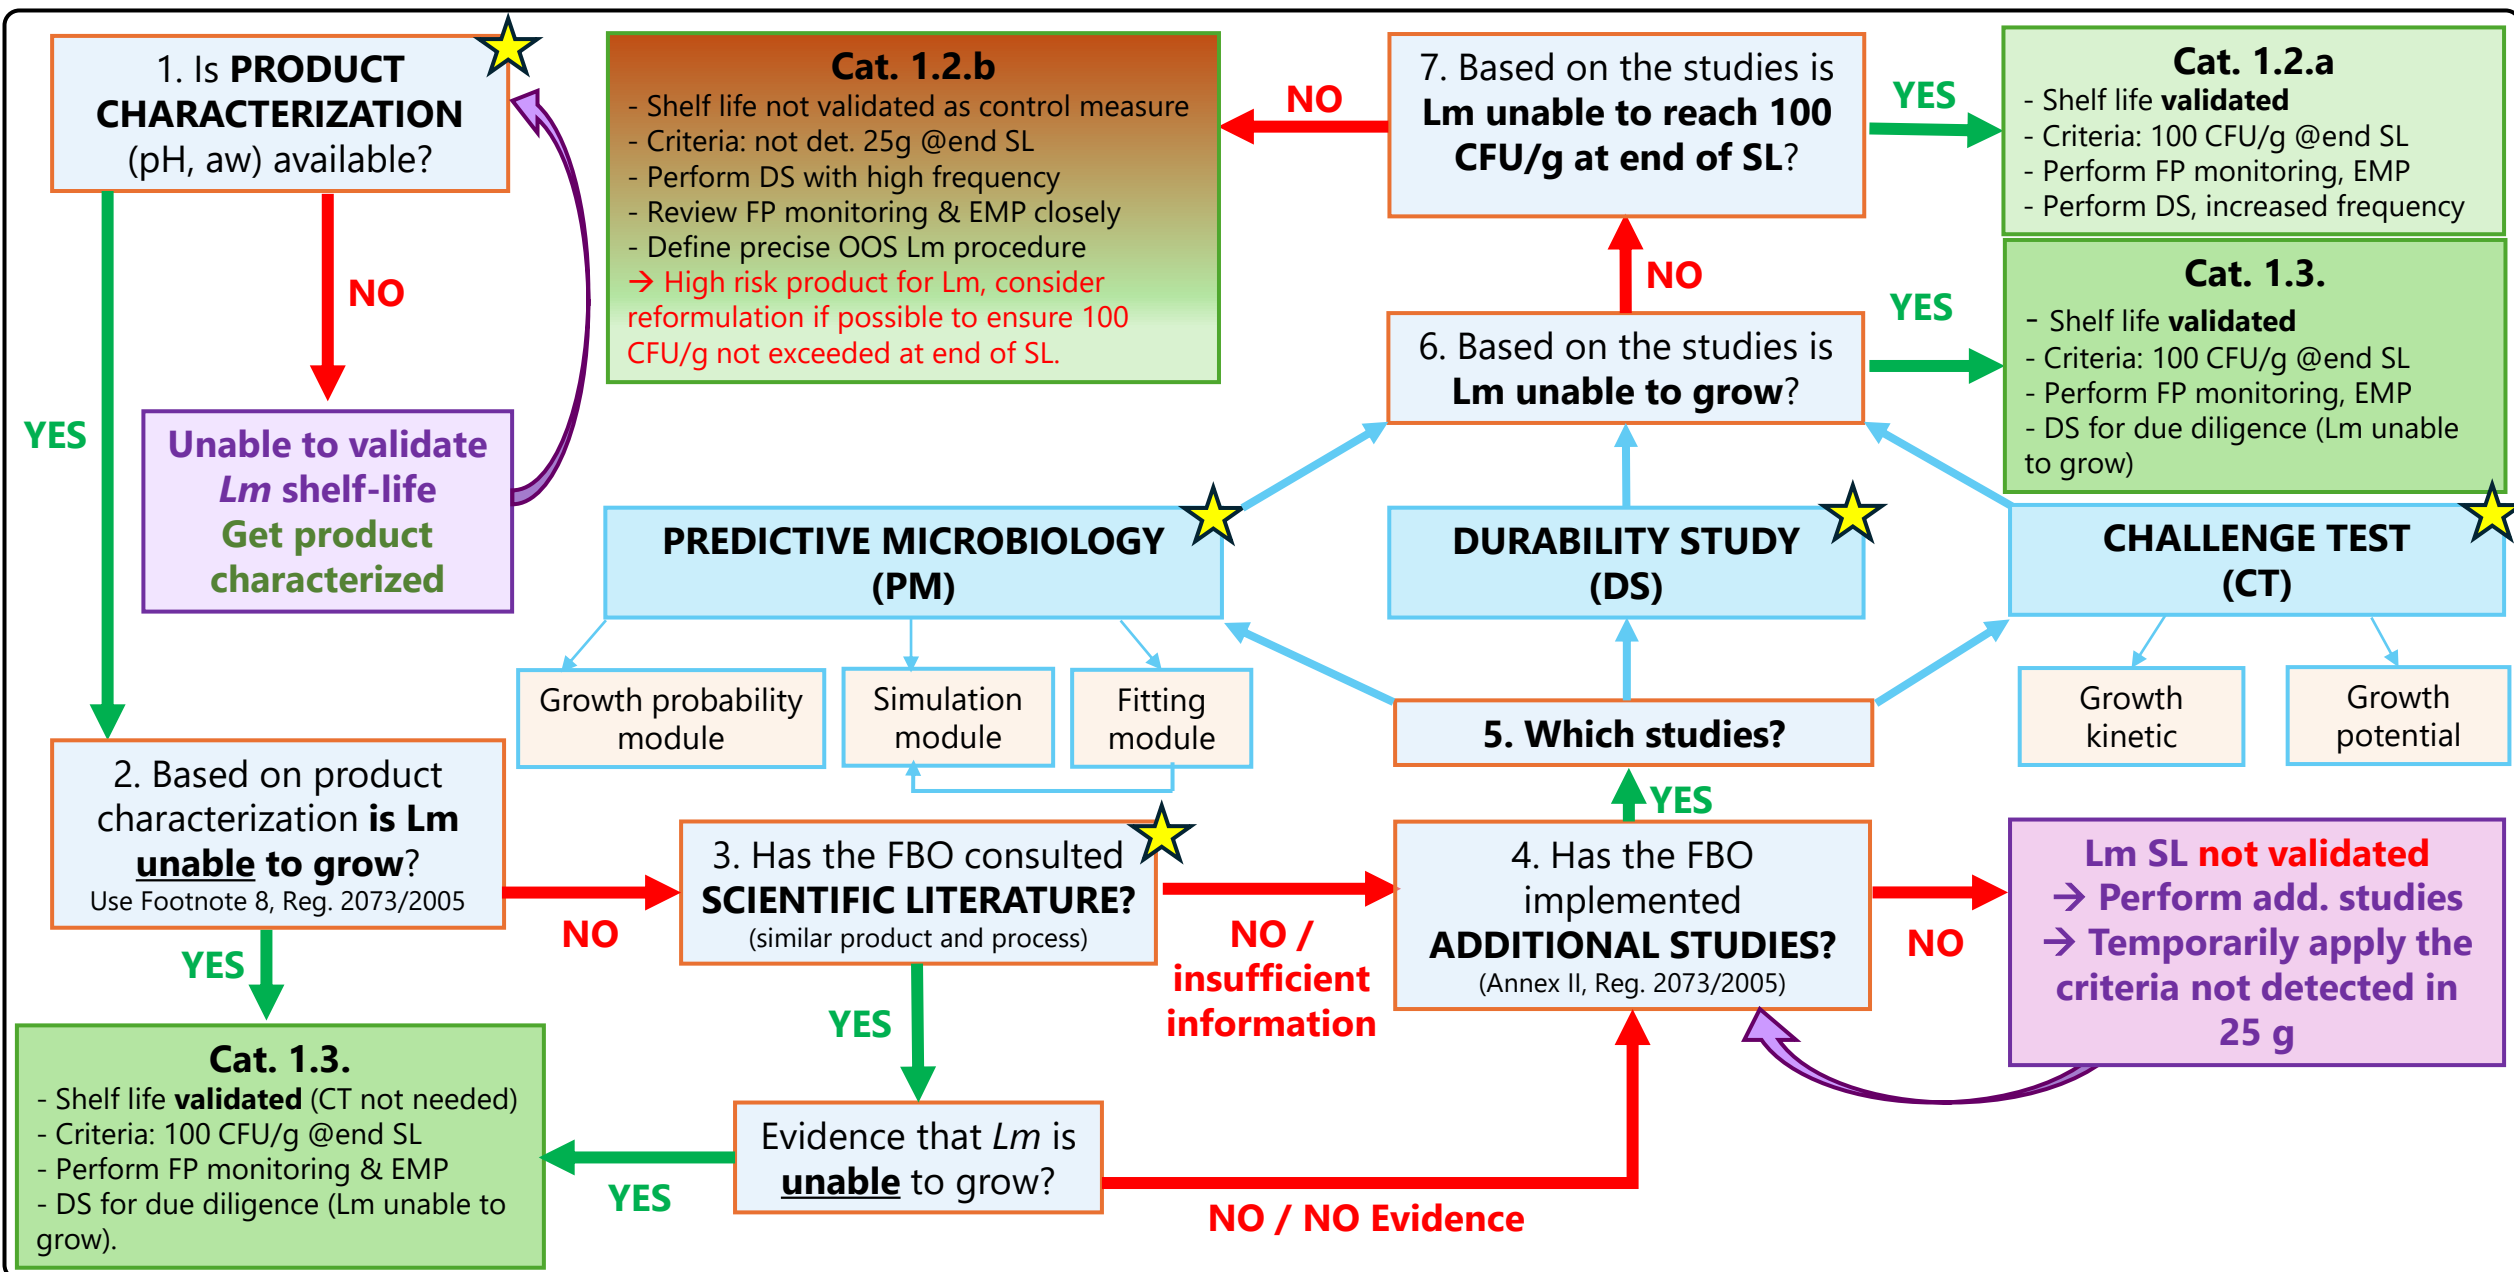 1. Is PRODUCT
CHARACTERIZATION
(pH, aw) available?
YES
NO
Unable to validate
Lm shelf-life
Get product
characterized
Cat. 1.2.b
- Shelf life not validated as control measure
- Criteria: not det. 25g @end SL
- Perform DS with high frequency
- Review FP monitoring & EMP closely
- Define precise OOS Lm procedure
→ High risk product for Lm, consider
reformulation if possible to ensure 100
CFU/g not exceeded at end of SL.
NO
7. Based on the studies is
Lm unable to reach 100
CFU/g at end of SL?
YES
Cat. 1.2.a
- Shelf life validated
- Criteria: 100 CFU/g @end SL
- Perform FP monitoring, EMP
- Perform DS, increased frequency
NO
6. Based on the studies is
Lm unable to grow?
YES
Cat. 1.3.
- Shelf life validated
- Criteria: 100 CFU/g @end SL
- Perform FP monitoring, EMP
- DS for due diligence (Lm unable
to grow)
PREDICTIVE MICROBIOLOGY
(PM)
DURABILITY STUDY
(DS)
CHALLENGE TEST
(CT)
Growth probability
module
Simulation
module
Fitting
module
5. Which studies?
Growth
kinetic
Growth
potential
YES
2. Based on product
characterization is Lm
unable to grow?
Use Footnote 8, Reg. 2073/2005
NO
YES
3. Has the FBO consulted
SCIENTIFIC LITERATURE?
(similar product and process)
NO /
insufficient
information
YES
4. Has the FBO
implemented
ADDITIONAL STUDIES?
(Annex II, Reg. 2073/2005)
NO
Lm SL not validated
→ Perform add. studies
→ Temporarily apply the
criteria not detected in
25 g
Cat. 1.3.
- Shelf life validated (CT not needed)
- Criteria: 100 CFU/g @end SL
- Perform FP monitoring & EMP
- DS for due diligence (Lm unable to
grow).
YES
Evidence that Lm is
unable to grow?
NO / NO Evidence